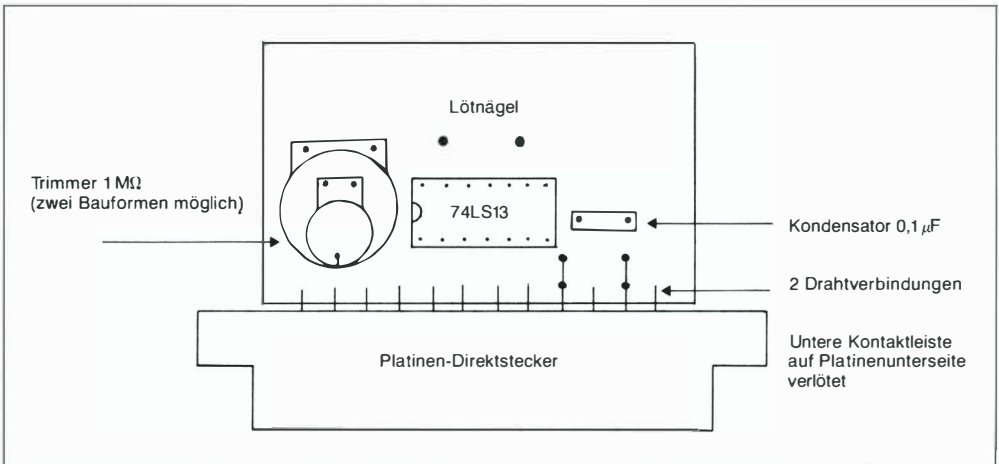 Lötnägel
Trimmer 1 MΩ
(zwei Bauformen möglich)
74LS13
Kondensator 0,1 μF
2 Drahtverbindungen
Platinen-Direktstecker
Untere Kontaktleiste
auf Platinenunterseite
verlötet